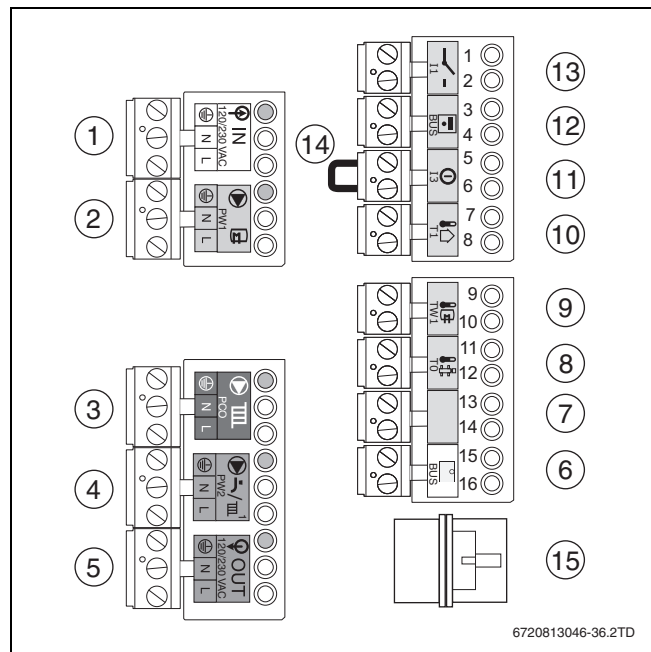 1
IN
120/230 VAC
N
L
2
PW1
N
L
3
PCO
N
L
4
PW2
1
N
L
5
OUT
120/230 VAC
N
L
14
I1
1
2
13
BUS
3
4
12
I3
5
6
11
T1
7
8
10
TW1
9
10
9
T0
11
12
8
13
14
7
BUS
15
16
6
15
6720813046-36.2TD